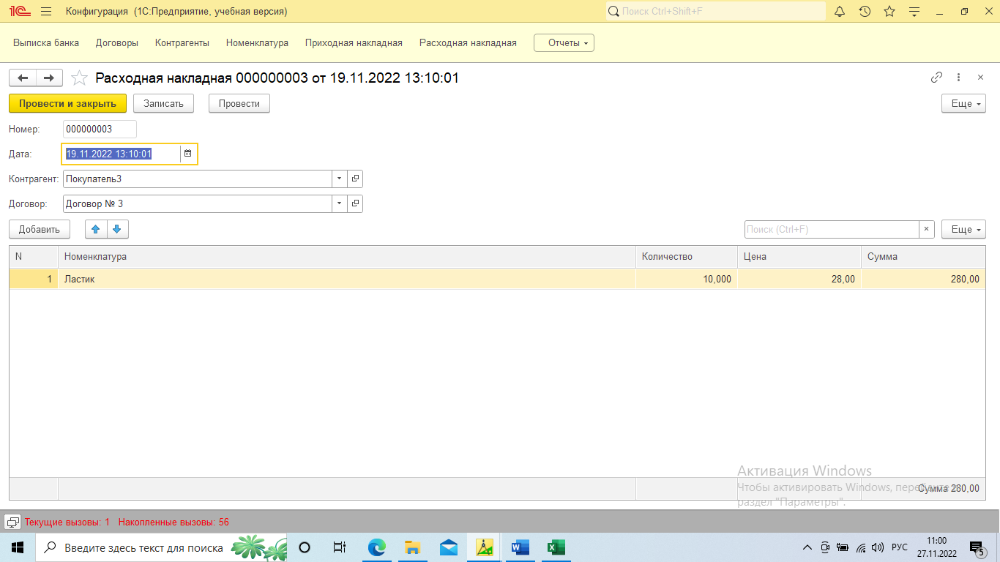 1С Конфигурация (1С:Предприятие, учебная версия) Поиск Ctrl+Shift+F
Выписка банка Договоры Контрагенты Номенклатура Приходная накладная Расходная накладная Отчеты
Расходная накладная 000000003 от 19.11.2022 13:10:01
Провести и закрыть Записать Провести Еще
Номер: 000000003
Дата: 19.11.2022 13:10:01
Контрагент: Покупатель3
Договор: Договор № 3
Добавить Поиск (Ctrl+F) × Еще
N Номенклатура Количество Цена Сумма
1 Ластик 10,000 28,00 280,00
Активация Windows
Чтобы активировать Windows, в
Сумма 280,00
раздел "Параметры".
Текущие вызовы: 1 Накопленные вызовы: 56
Введите здесь текст для поиска РУС 11:00
27.11.2022 5